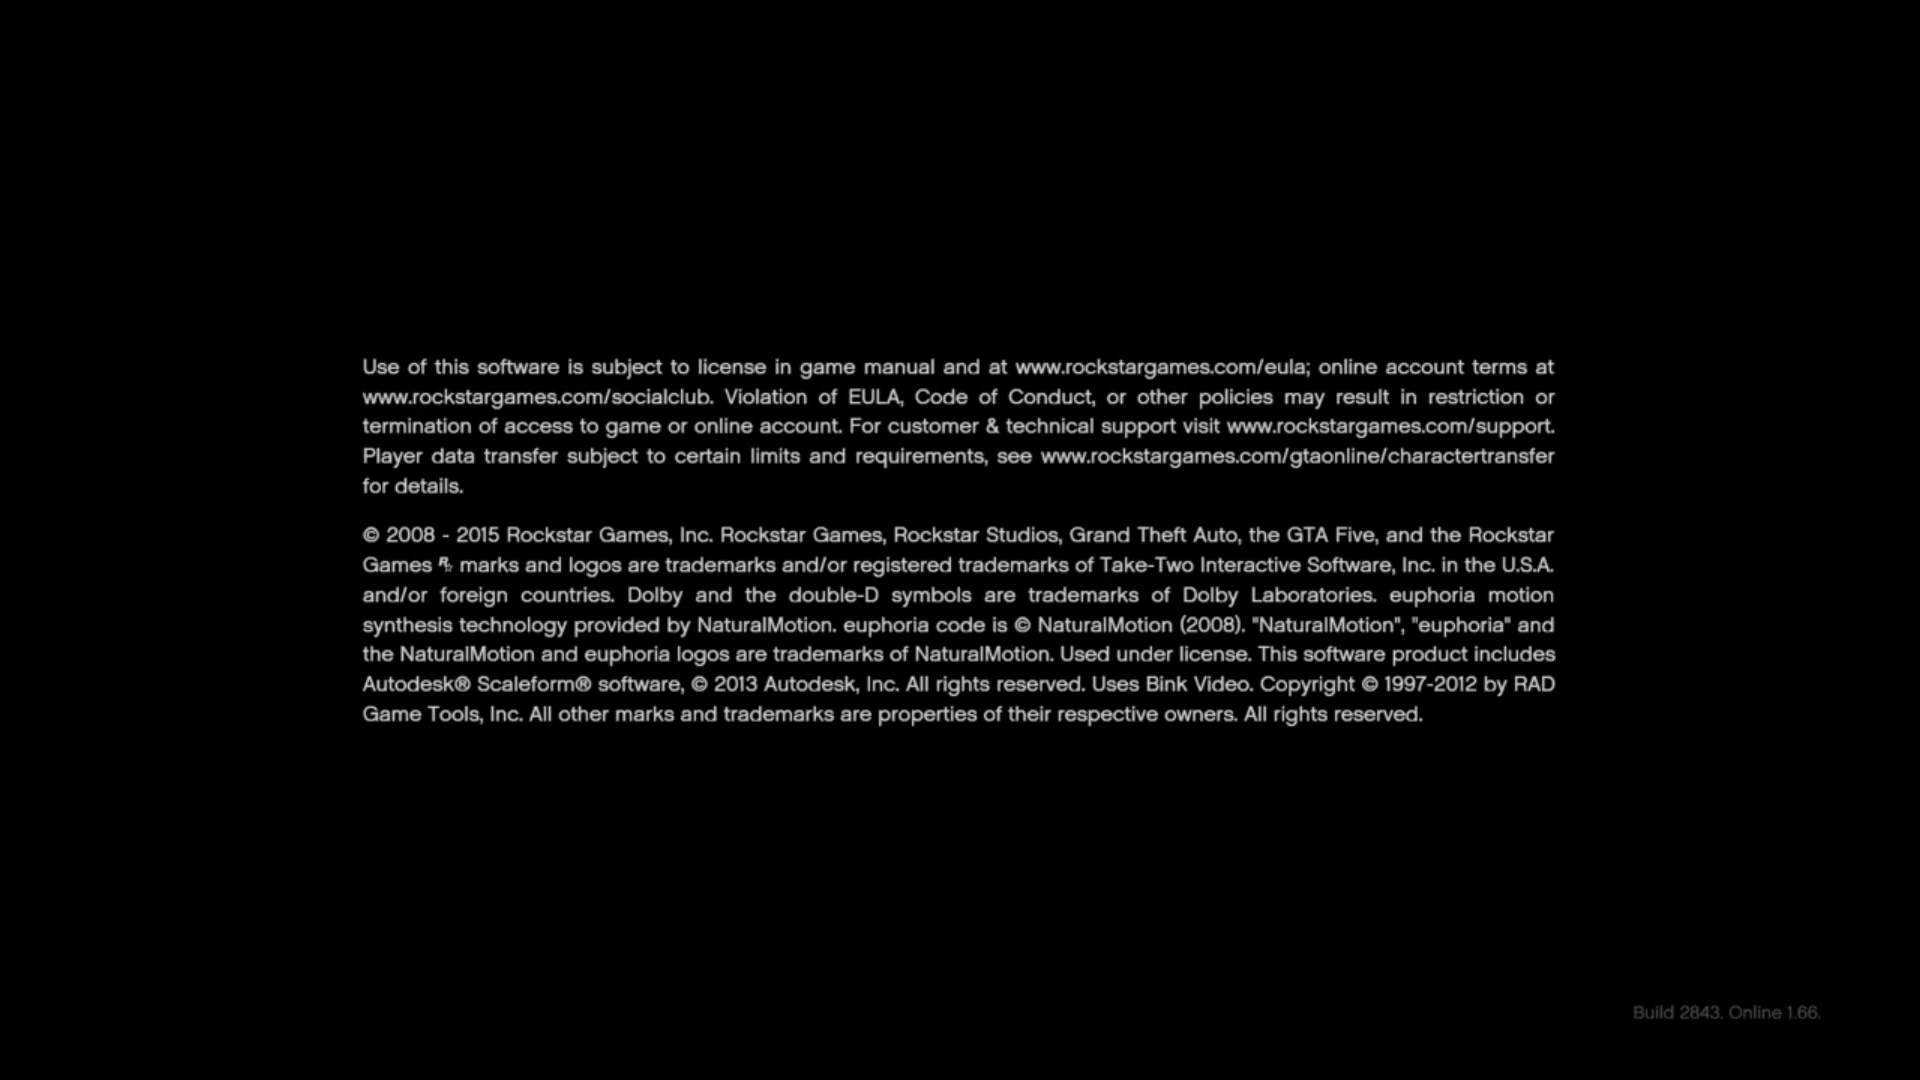 Use of this software is subject to license in game manual and at www.rockstargames.com/eula; online account terms at
www.rockstargames.com/socialclub. Violation of EULA, Code of Conduct, or other policies may result in restriction or
termination of access to game or online account. For customer & technical support visit www.rockstargames.com/support.
Player data transfer subject to certain limits and requirements, see www.rockstargames.com/gtaonline/charactertransfer
for details.
© 2008 - 2015 Rockstar Games, Inc. Rockstar Games, Rockstar Studios, Grand Theft Auto, the GTA Five, and the Rockstar
Games R* marks and logos are trademarks and/or registered trademarks of Take-Two Interactive Software, Inc. in the U.S.A.
and/or foreign countries. Dolby and the double-D symbols are trademarks of Dolby Laboratories. euphoria motion
synthesis technology provided by NaturalMotion. euphoria code is © NaturalMotion (2008). "NaturalMotion", "euphoria" and
the NaturalMotion and euphoria logos are trademarks of NaturalMotion. Used under license. This software product includes
Autodesk® Scaleform® software, © 2013 Autodesk, Inc. All rights reserved. Uses Bink Video. Copyright © 1997-2012 by RAD
Game Tools, Inc. All other marks and trademarks are properties of their respective owners. All rights reserved.
Build 2843. Online 1.66.